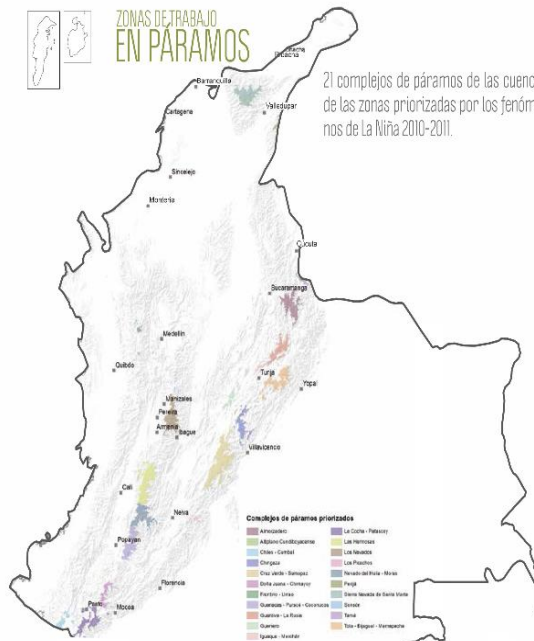 ZONAS DE TRABAJO
EN PÁRAMOS
21 complejos de páramos de las cuenc
de las zonas priorizadas por los fenóm
nos de La Niña 2010-2011.
Riohacha
Barranquilla
Valledupar
Cartagena
Sincelejo
Montería
Cúcuta
Bucaramanga
Medellín
Quibdó
Tunja
Yopal
Manizales
Pereira
Armenia
Ibagué
Villavicencio
Cali
Neiva
Popayán
Florencia
Pasto
Mocoa
Complejos de páramos priorizados
Almorzadero
Altiplano Cundiboyacense
Chiles - Cumbal
Chingaza
Cruz Verde - Sumapaz
Doña Juana - Chimayoy
Frontino - Urrao
Guanacas - Puracé - Coconucos
Guantiva - La Rusia
Guerrero
Iguaque - Merchán
La Cocha - Patascoy
Las Hermosas
Los Nevados
Los Picachos
Nevado del Huila - Moras
Perijá
Sierra Nevada de Santa Marta
Sotará
Tamá
Tota - Bijagual - Mamapacha